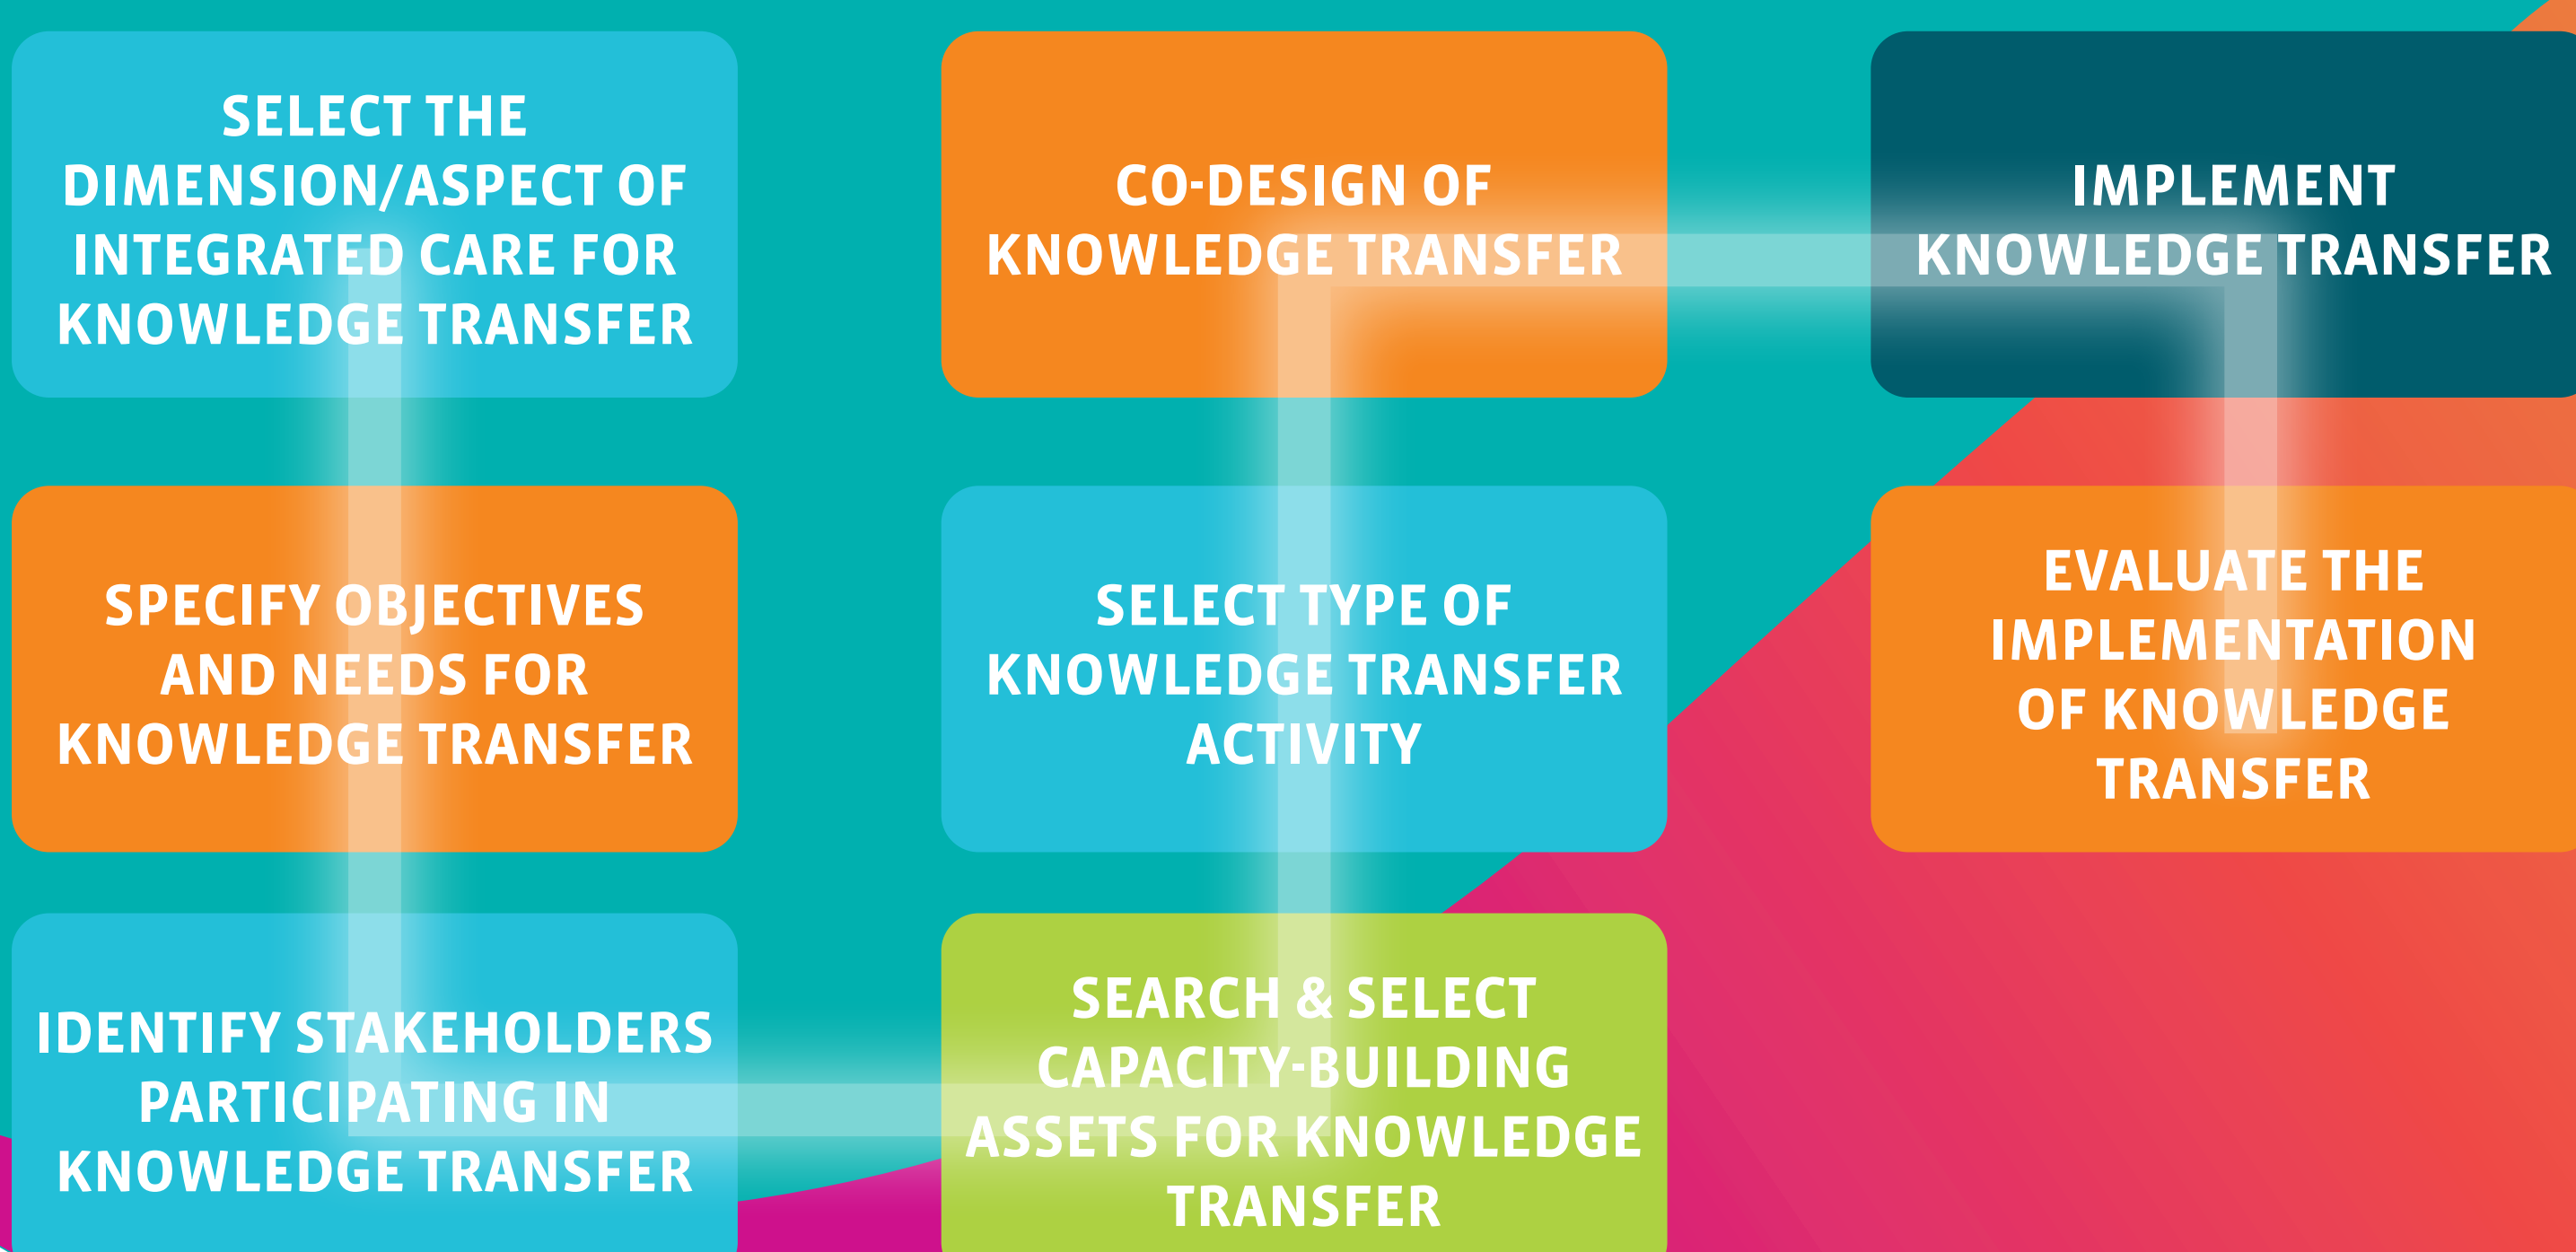 SELECT THE
DIMENSION/ASPECT OF
INTEGRATED CARE FOR
KNOWLEDGE TRANSFER
SPECIFY OBJECTIVES
AND NEEDS FOR
KNOWLEDGE TRANSFER
IDENTIFY STAKEHOLDERS
PARTICIPATING IN
KNOWLEDGE TRANSFER
SEARCH & SELECT
CAPACITY-BUILDING
ASSETS FOR KNOWLEDGE
TRANSFER
SELECT TYPE OF
KNOWLEDGE TRANSFER
ACTIVITY
CO-DESIGN OF
KNOWLEDGE TRANSFER
IMPLEMENT
KNOWLEDGE TRANSFER
EVALUATE THE
IMPLEMENTATION
OF KNOWLEDGE
TRANSFER